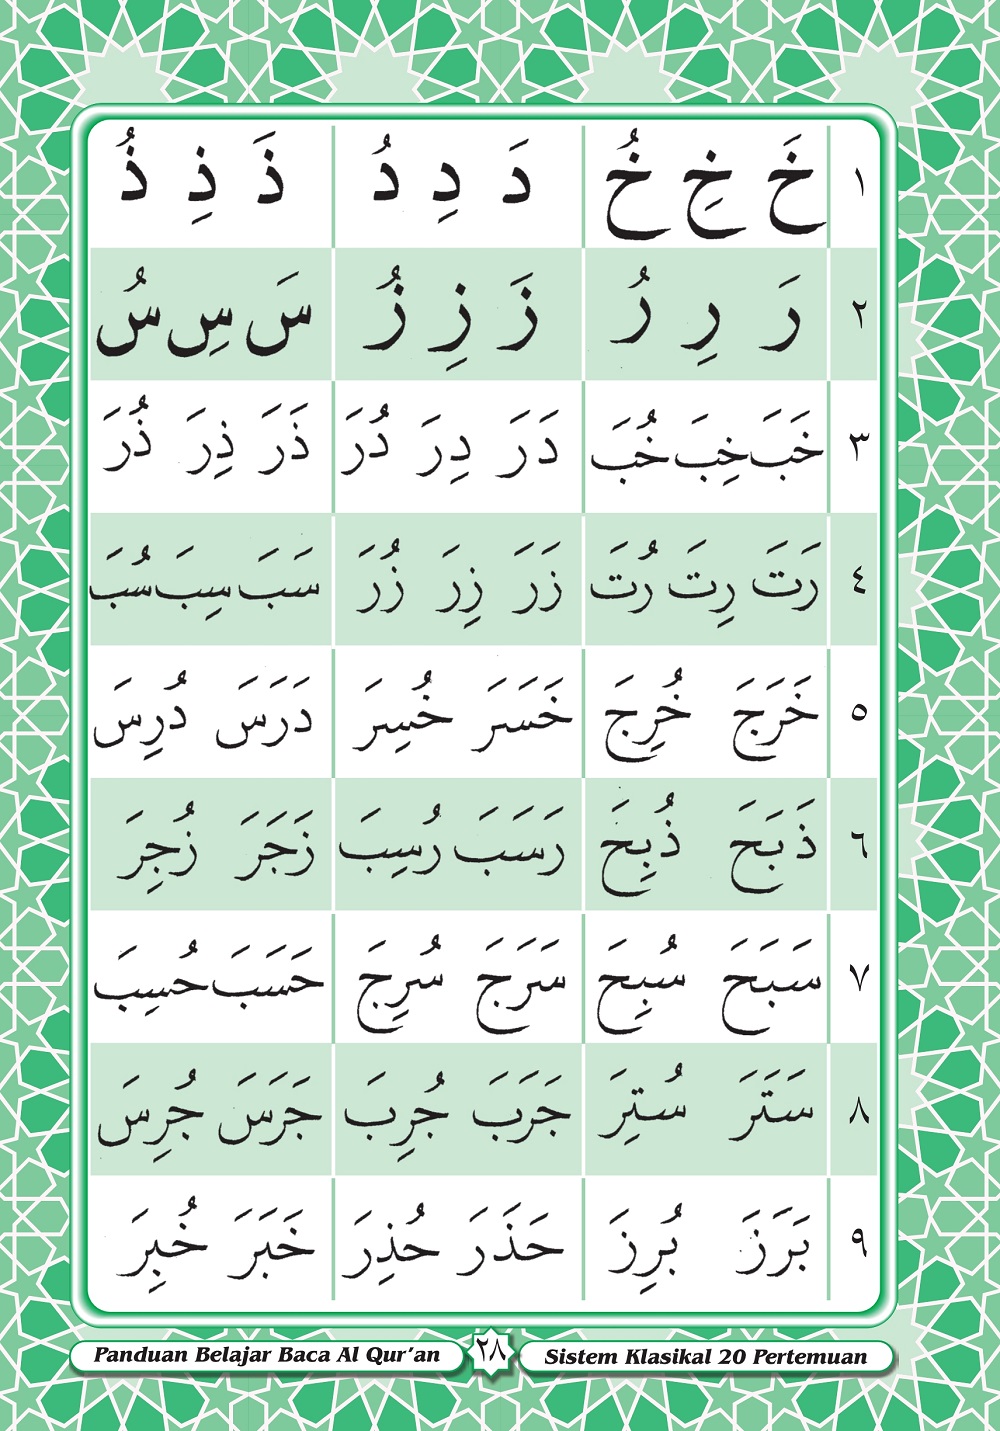 ١ خَ خِ خُ دَ دِ دُ ذَ ذِ ذُ
٢ رَ رِ رُ زَ زِ زُ سَ سِ سُ
٣ خَبَ خِبَ خُبَ دَرَ دِرَ دُرَ ذَرَ ذِرَ ذُرَ
٤ رَتَ رِتَ رُتَ زَرَ زِرَ زُرَ سَبَ سِبَ سُبَ
٥ خَرَجَ خُرِجَ خَسَرَ خُسِرَ دَرَسَ دُرِسَ
٦ ذَبَحَ ذُبِحَ رَسَبَ رُسِبَ زَجَرَ زُجِرَ
٧ سَبَحَ سُبِحَ سَرَجَ سُرِجَ حَسَبَ حُسِبَ
٨ سَتَرَ سُتِرَ جَرَبَ جُرِبَ جَرَسَ جُرِسَ
٩ بَرَزَ بُرِزَ حَذَرَ حُذِرَ خَبَرَ خُبِرَ
Panduan Belajar Baca Al Qur'an ٢٨ Sistem Klasikal 20 Pertemuan